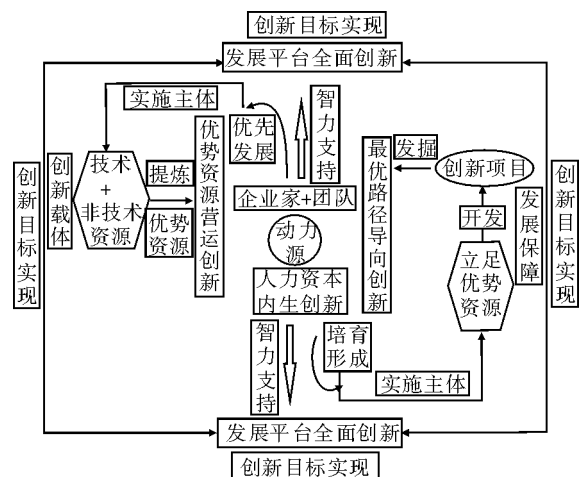 创新目标实现
发展平台全面创新
实施主体
优先
发展
智力支持
创新目标实现
创新载体
技术
+
非技术
资源
提炼
优势
资源
优势资源营运创新
企业家+团队
动力
源
人力资本
内生创新
最优路径导向创新
发掘
创新项目
开发
发展保障
立足
优势
资源
创新目标实现
智力支持
培育
形成
实施主体
发展平台全面创新
创新目标实现